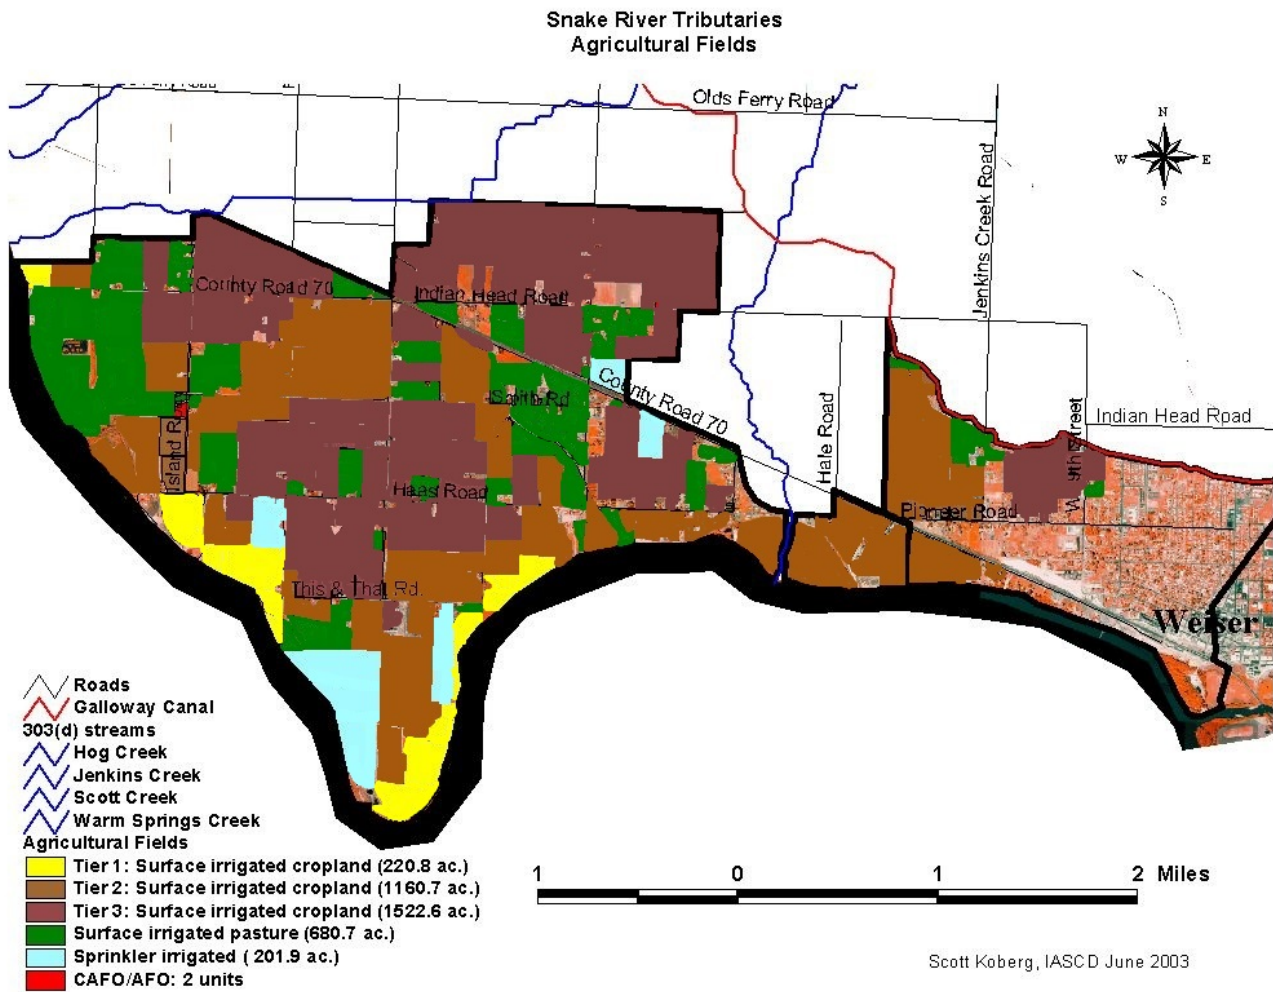 Snake River Tributaries
Agricultural Fields
Olds Ferry Road
N
W E
S
Jenkins Creek Road
County Road 70
Indian Head Road
Smith Rd
County Road 70
Hale Road
Indian Head Road
Island
Haas Road
W. 9th Street
Pioneer Road
This & That Rd.
Weiser
Roads
Galloway Canal
303(d) streams
Hog Creek
Jenkins Creek
Scott Creek
Warm Springs Creek
Agricultural Fields
Tier 1: Surface irrigated cropland (220.8 ac.)
Tier 2: Surface irrigated cropland (1160.7 ac.)
Tier 3: Surface irrigated cropland (1522.6 ac.)
Surface irrigated pasture (680.7 ac.)
Sprinkler irrigated ( 201.9 ac.)
CAFO/AFO: 2 units
1 0 1 2 Miles
Scott Koberg, IASCD June 2003